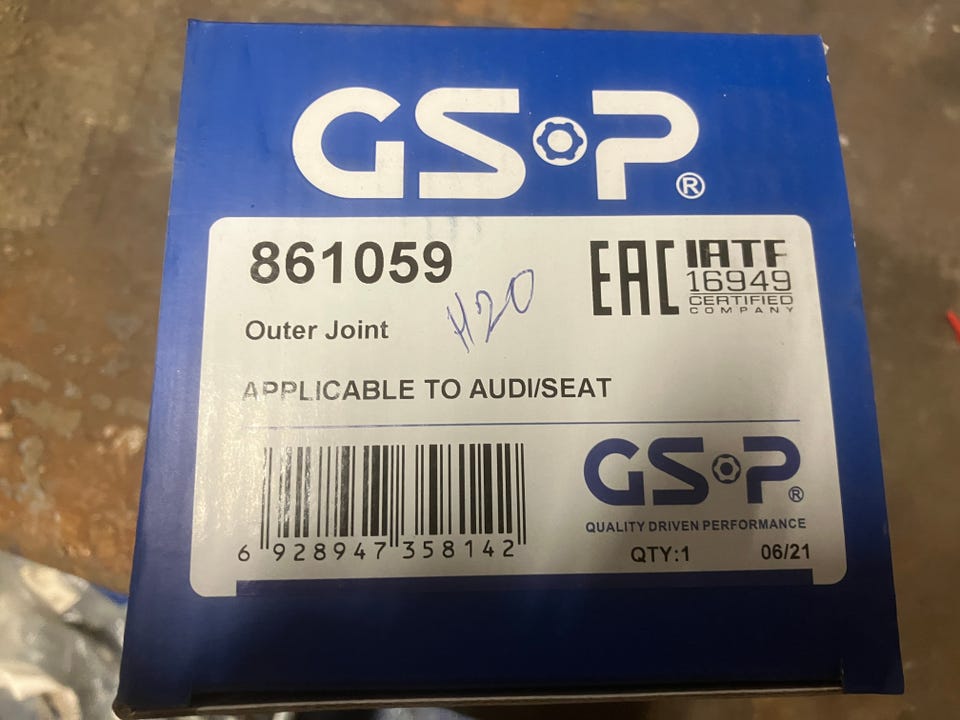 GSP®
861059
EAC
IATF
16949
CERTIFIED
COMPANY
Outer Joint
H20
APPLICABLE TO AUDI/SEAT
GSP®
QUALITY DRIVEN PERFORMANCE
6 928947 358142
QTY:1 06/21